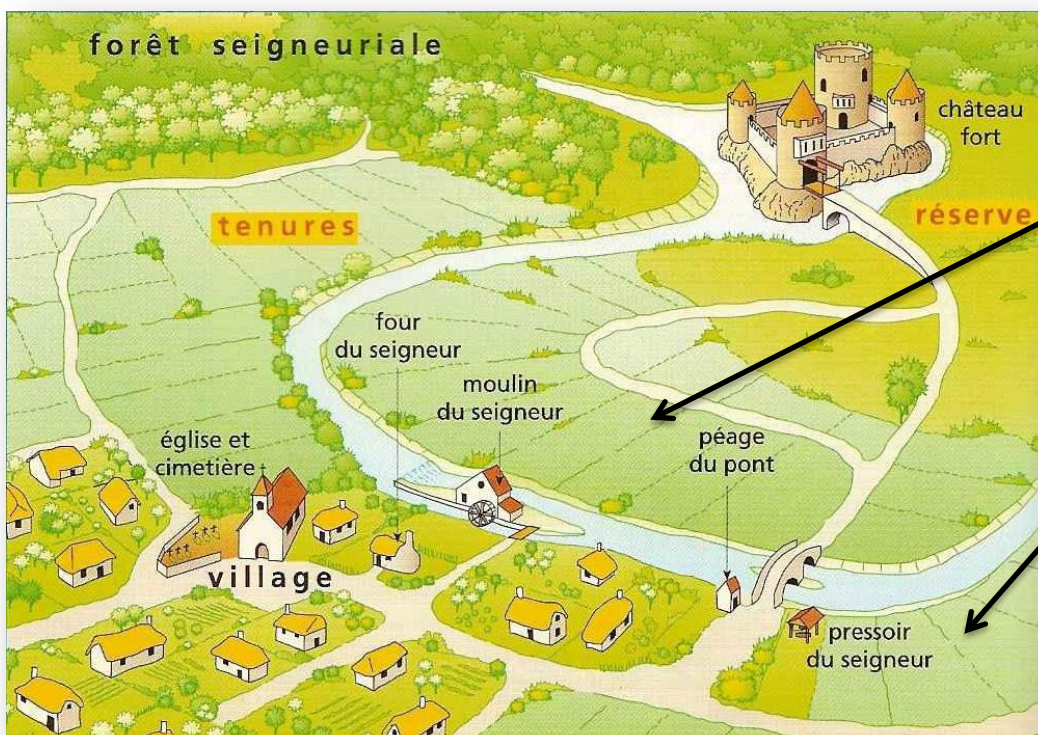 forêt seigneuriale
château
fort
tenures
réserve
four
du seigneur
moulin
du seigneur
église et
cimetière
péage
du pont
village
pressoir
du seigneur